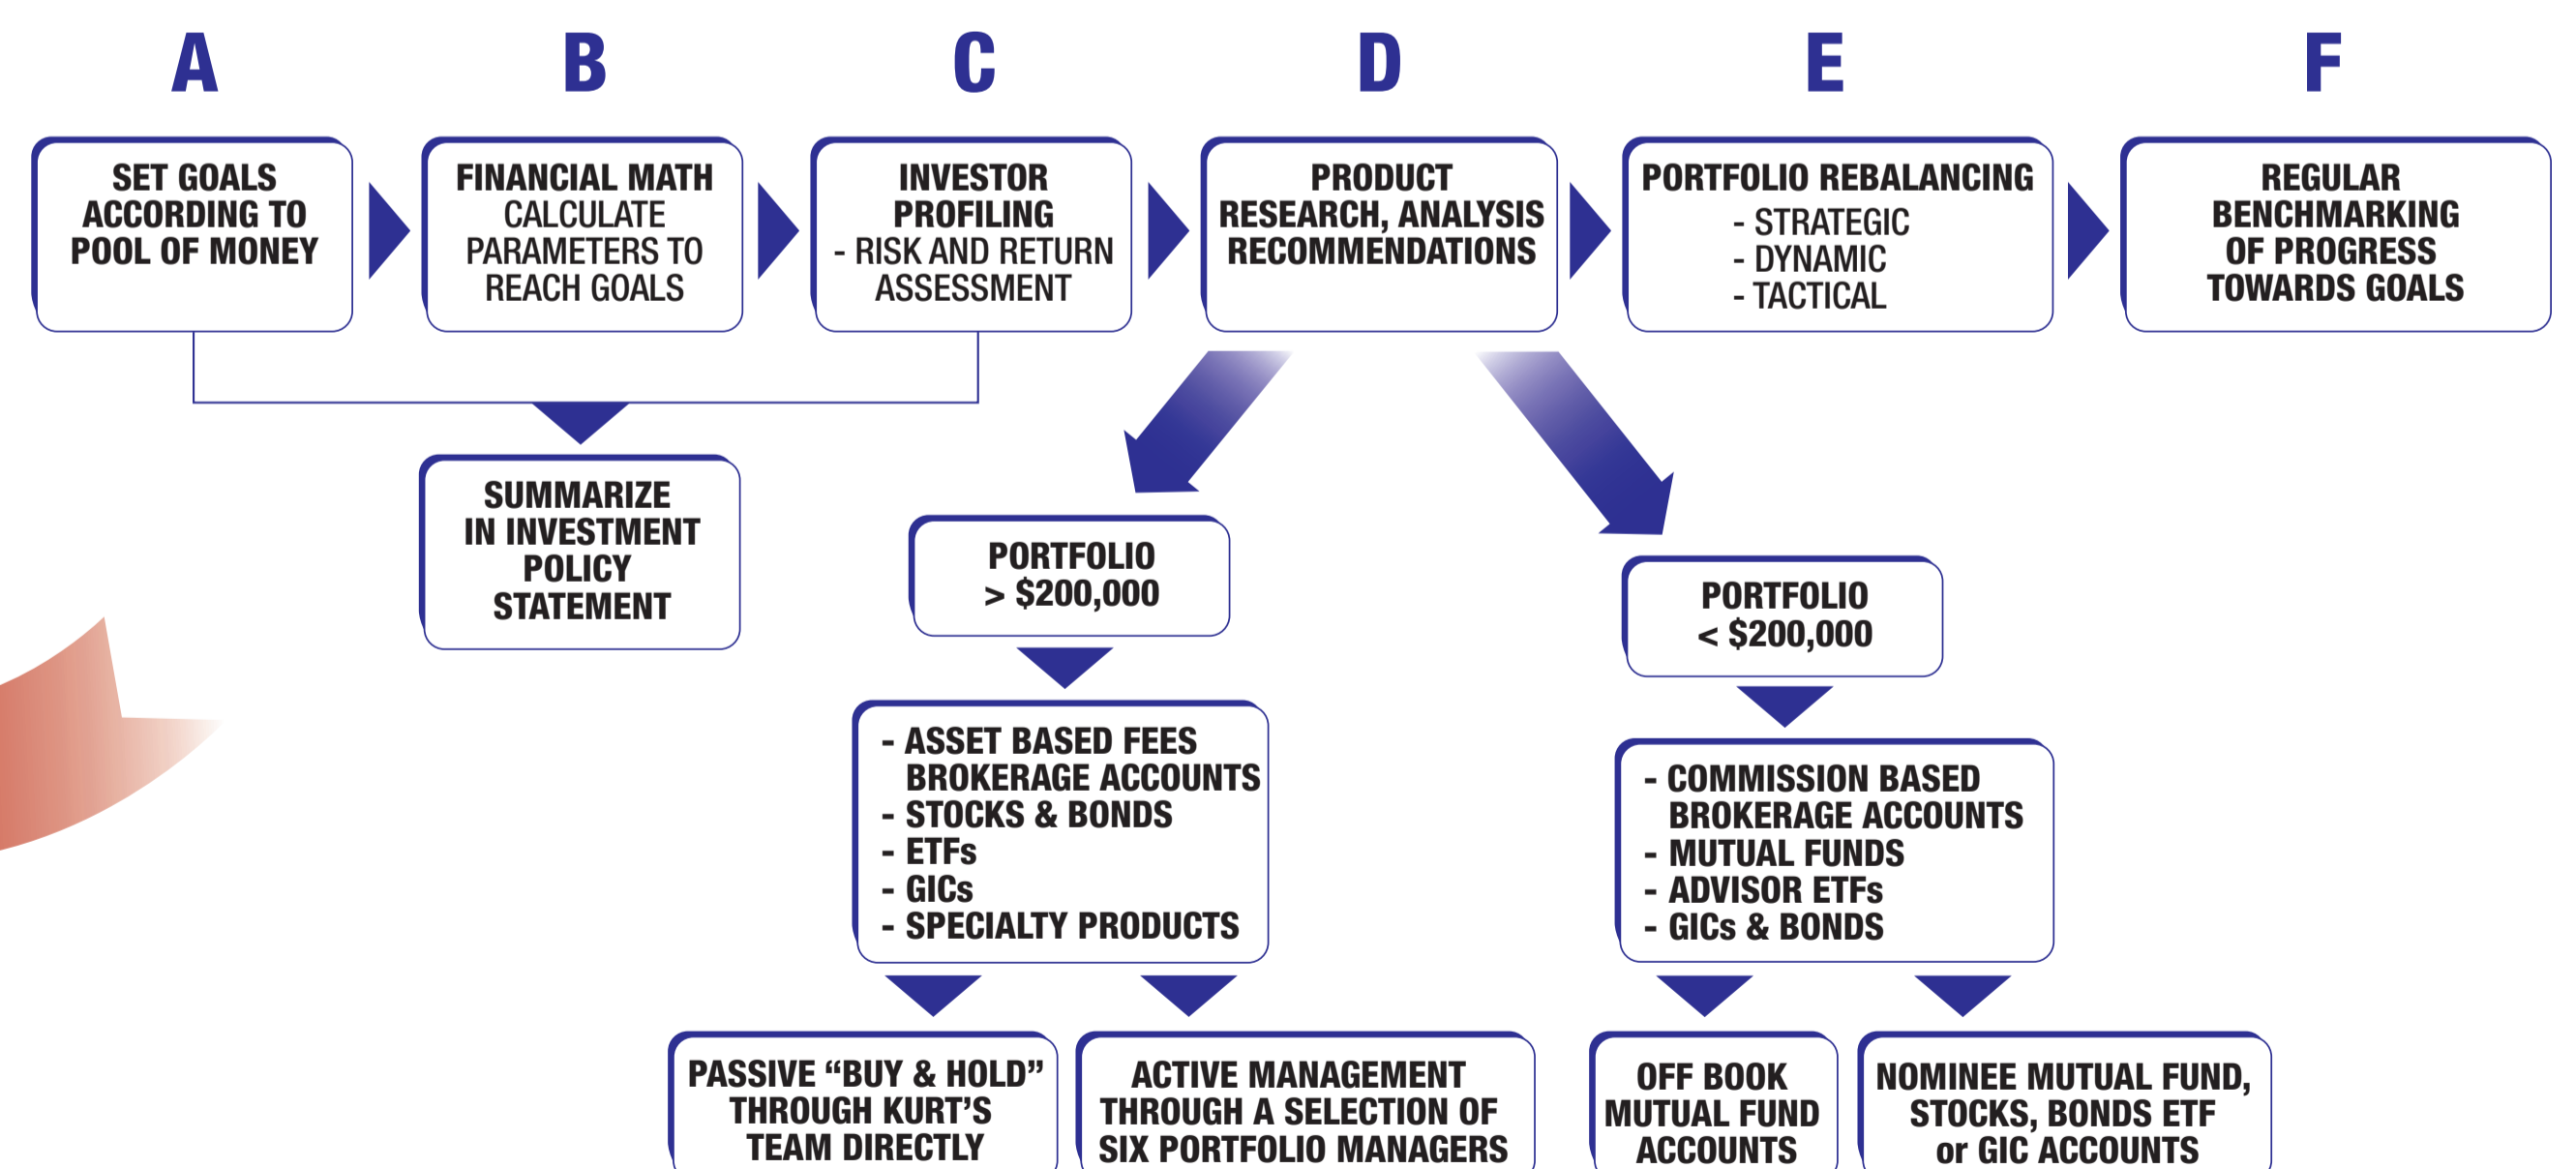 A
B
C
D
E
F
SET GOALS
ACCORDING TO
POOL OF MONEY
FINANCIAL MATH
CALCULATE
PARAMETERS TO
REACH GOALS
INVESTOR
PROFILING
- RISK AND RETURN
ASSESSMENT
PRODUCT
RESEARCH, ANALYSIS
RECOMMENDATIONS
PORTFOLIO REBALANCING
- STRATEGIC
- DYNAMIC
- TACTICAL
REGULAR
BENCHMARKING
OF PROGRESS
TOWARDS GOALS
SUMMARIZE
IN INVESTMENT
POLICY
STATEMENT
PORTFOLIO
> $200,000
PORTFOLIO
< $200,000
- ASSET BASED FEES
BROKERAGE ACCOUNTS
- STOCKS & BONDS
- ETFs
- GICs
- SPECIALTY PRODUCTS
- COMMISSION BASED
BROKERAGE ACCOUNTS
- MUTUAL FUNDS
- ADVISOR ETFs
- GICs & BONDS
PASSIVE “BUY & HOLD”
THROUGH KURT’S
TEAM DIRECTLY
ACTIVE MANAGEMENT
THROUGH A SELECTION OF
SIX PORTFOLIO MANAGERS
OFF BOOK
MUTUAL FUND
ACCOUNTS
NOMINEE MUTUAL FUND,
STOCKS, BONDS ETF
or GIC ACCOUNTS